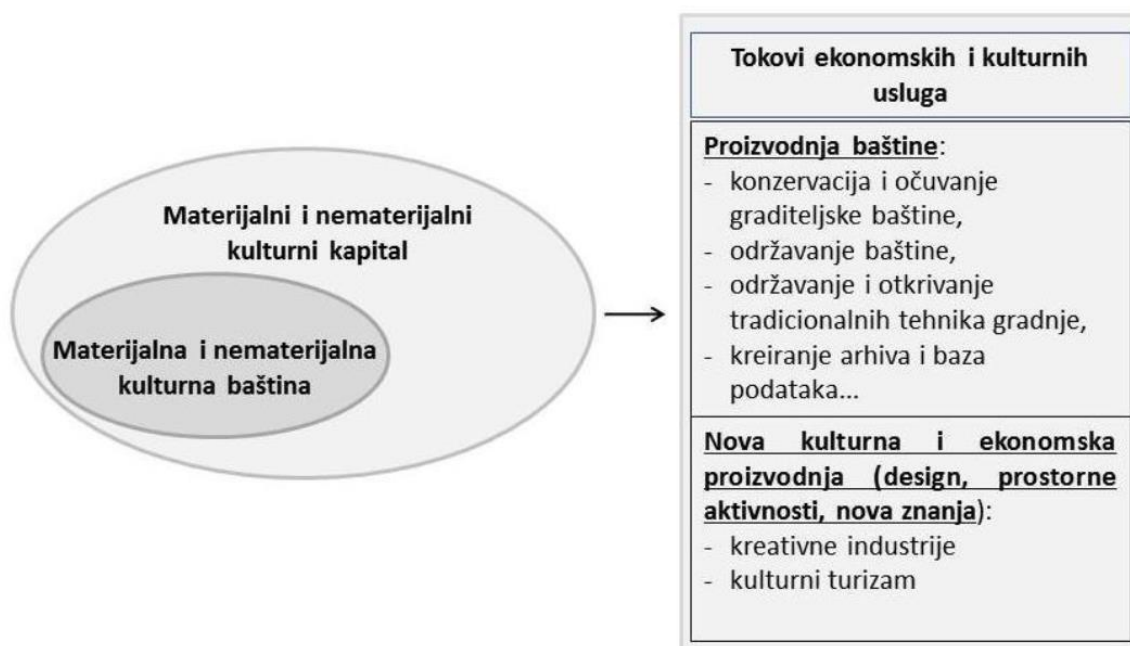 Materijalni i nematerijalni
kulturni kapital
Materijalna i nematerijalna
kulturna baština
Tokovi ekonomskih i kulturnih
usluga
Proizvodnja baštine:
- konzervacija i očuvanje
graditeljske baštine,
- održavanje baštine,
- održavanje i otkrivanje
tradicionalnih tehnika gradnje,
- kreiranje arhiva i baza
podataka...
Nova kulturna i ekonomska
proizvodnja (design, prostorne
aktivnosti, nova znanja):
- kreativne industrije
- kulturni turizam